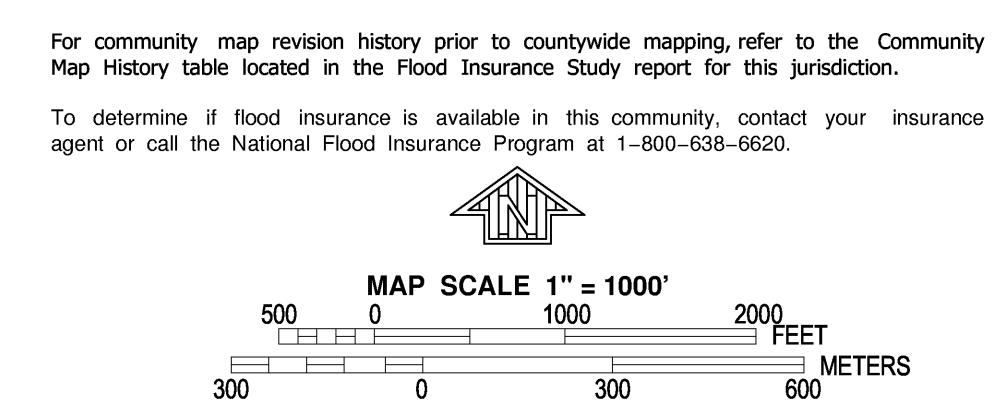 For community map revision history prior to countywide mapping, refer to the Community
Map History table located in the Flood Insurance Study report for this jurisdiction.
To determine if flood insurance is available in this community, contact your insurance
agent or call the National Flood Insurance Program at 1−800−638−6620.
N
MAP SCALE 1" = 1000’
500 0 1000 2000
FEET
METERS
300 0 300 600